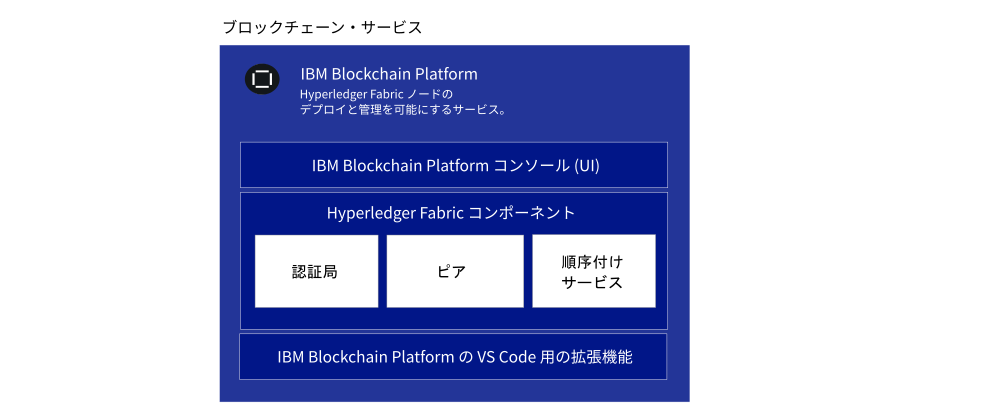 ブロックチェーン・サービス
IBM Blockchain Platform
Hyperledger Fabric ノードの
デプロイと管理を可能にするサービス。
IBM Blockchain Platform コンソール (UI)
Hyperledger Fabric コンポーネント
認証局
ピア
順序付け
サービス
IBM Blockchain Platform の VS Code 用の拡張機能